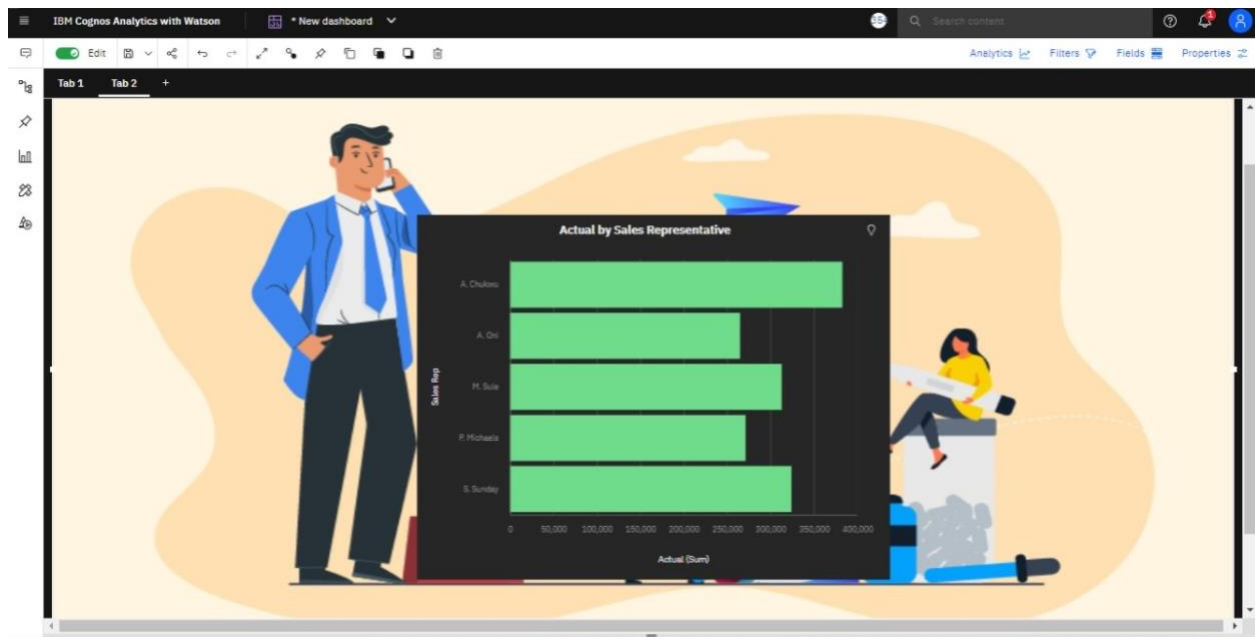 IBM Cognos Analytics with Watson
* New dashboard
Search content
1
Edit
Analytics
Filters
Fields
Properties
Tab 1
Tab 2
+
Actual by Sales Representative
Sales Rep
A. Chukwu
A. Oni
M. Sule
P. Michaels
S. Sunday
0 50,000 100,000 150,000 200,000 250,000 300,000 350,000 400,000
Actual (Sum)